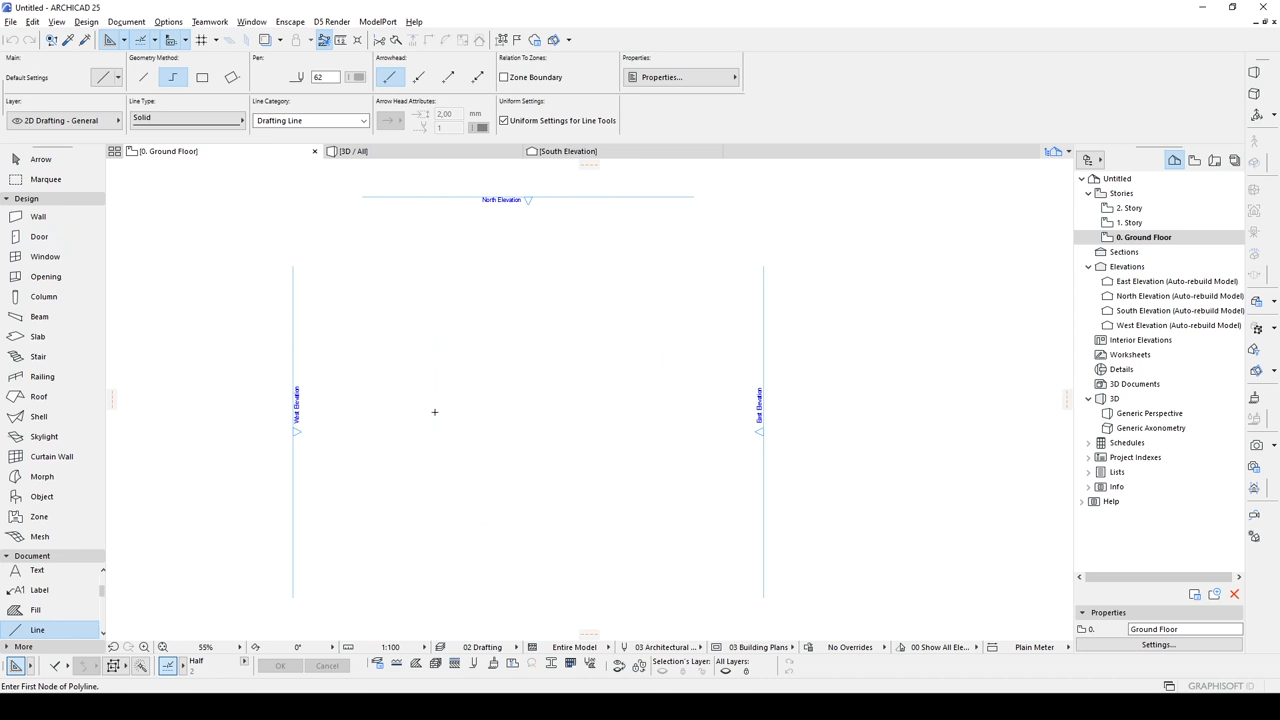 Untitled - ARCHICAD 25
File Edit View Design Document Options Teamwork Window Enscape D5 Render ModelPort Help
Main: Geometry Method: Pen: Arrowhead: Relation To Zones: Properties:
Default Settings 62 Zone Boundary Properties...
Layer: Line Type: Line Category: Arrow Head Attributes: Uniform Settings:
2D Drafting - General Solid Drafting Line 2,00 mm Uniform Settings for Line Tools
1
[0. Ground Floor] [3D / All] [South Elevation]
Arrow
Marquee
Design
Wall
Door
Window
Opening
Column
Beam
Slab
Stair
Railing
Roof
Shell
Skylight
Curtain Wall
Morph
Object
Zone
Mesh
Document
Text
A1 Label
Fill
Line
More
North Elevation
West Elevation
East Elevation
Untitled
Stories
2. Story
1. Story
0. Ground Floor
Sections
Elevations
East Elevation (Auto-rebuild Model)
North Elevation (Auto-rebuild Model)
South Elevation (Auto-rebuild Model)
West Elevation (Auto-rebuild Model)
Interior Elevations
Worksheets
Details
3D Documents
3D
Generic Perspective
Generic Axonometry
Schedules
Project Indexes
Lists
Info
Help
Properties
0. Ground Floor
Settings...
55% 0° 1:100 02 Drafting Entire Model 03 Architectural ... 03 Building Plans No Overrides 00 Show All Ele... Plain Meter
Half
2
OK Cancel Selection's Layer: All Layers:
Enter First Node of Polyline. GRAPHISOFT